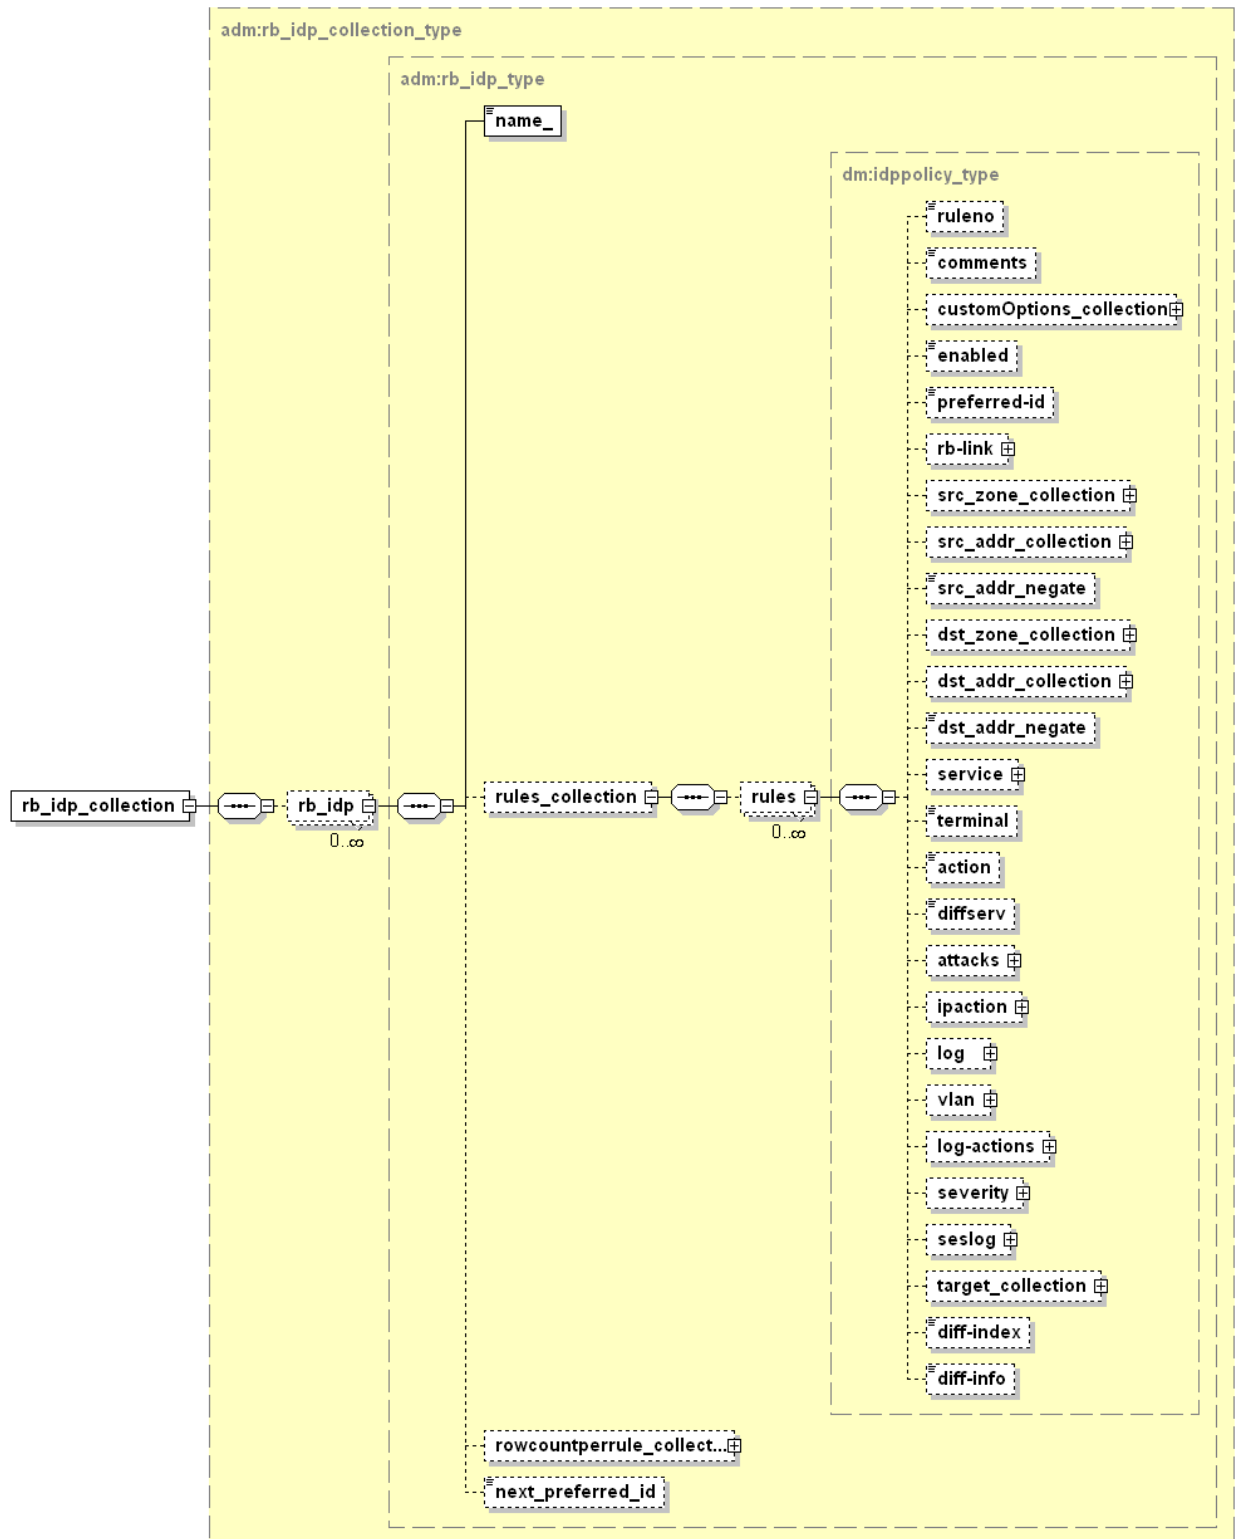 adm:rb_idp_collection_type
adm:rb_idp_type
name_
dm:idppolicy_type
ruleno
comments
customOptions_collection
enabled
preferred-id
rb-link
src_zone_collection
src_addr_collection
src_addr_negate
dst_zone_collection
dst_addr_collection
dst_addr_negate
service
rb_idp_collection
rb_idp
0..∞
rules_collection
rules
0..∞
terminal
action
diffserv
attacks
ipaction
log
vlan
log-actions
severity
seslog
target_collection
diff-index
diff-info
rowcountperrule_collect...
next_preferred_id